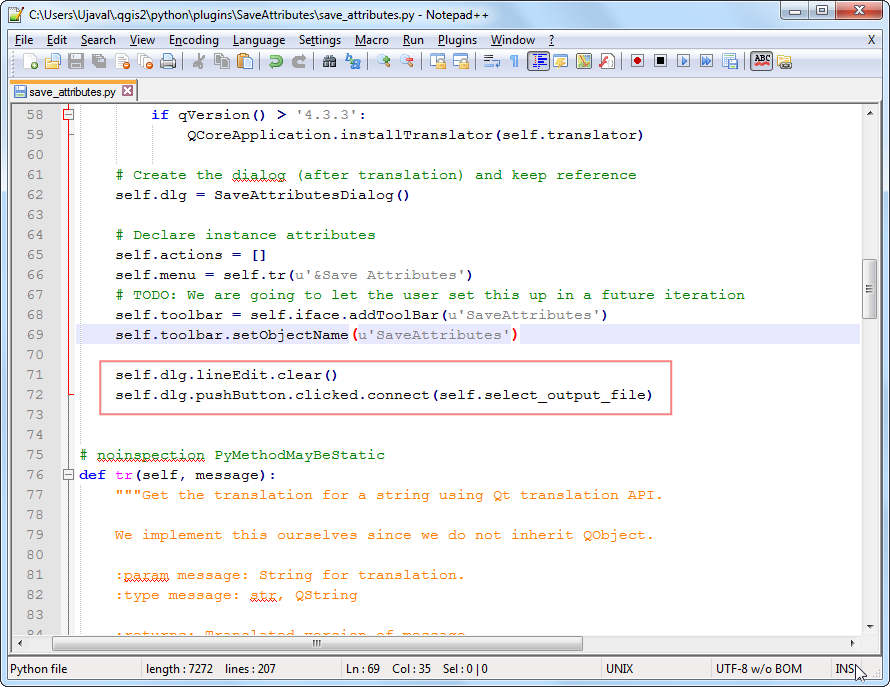 C:\Users\Ujaval\.qgis2\python\plugins\SaveAttributes\save_attributes.py - Notepad++
File Edit Search View Encoding Language Settings Macro Run Plugins Window ? X
save_attributes.py
58 if qVersion() > '4.3.3':
59 QCoreApplication.installTranslator(self.translator)
60
61 # Create the dialog (after translation) and keep reference
62 self.dlg = SaveAttributesDialog()
63
64 # Declare instance attributes
65 self.actions = []
66 self.menu = self.tr(u'&Save Attributes')
67 # TODO: We are going to let the user set this up in a future iteration
68 self.toolbar = self.iface.addToolBar(u'SaveAttributes')
69 self.toolbar.setObjectName(u'SaveAttributes')
70
71 self.dlg.lineEdit.clear()
72 self.dlg.pushButton.clicked.connect(self.select_output_file)
73
74
75 # noinspection PyMethodMayBeStatic
76 def tr(self, message):
77 """Get the translation for a string using Qt translation API.
78
79 We implement this ourselves since we do not inherit QObject.
80
81 :param message: String for translation.
82 :type message: str, QString
83
84 :returns: Translated version of message
Python file length : 7272 lines : 207 Ln : 69 Col : 35 Sel : 0 | 0 UNIX UTF-8 w/o BOM INS